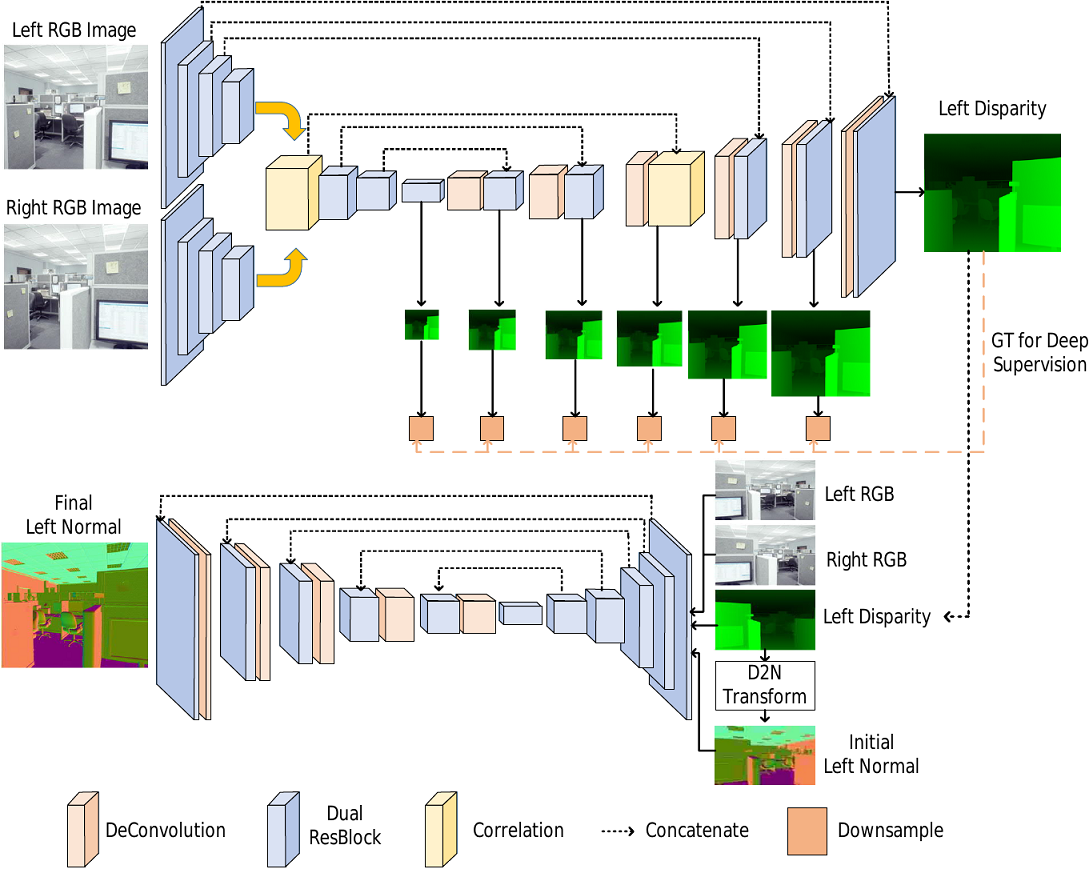 Left RGB Image
Right RGB Image
Left Disparity
GT for Deep
Supervision
Final
Left Normal
Left RGB
Right RGB
Left Disparity
D2N
Transform
Initial
Left Normal
DeConvolution
Dual
ResBlock
Correlation
Concatenate
Downsample